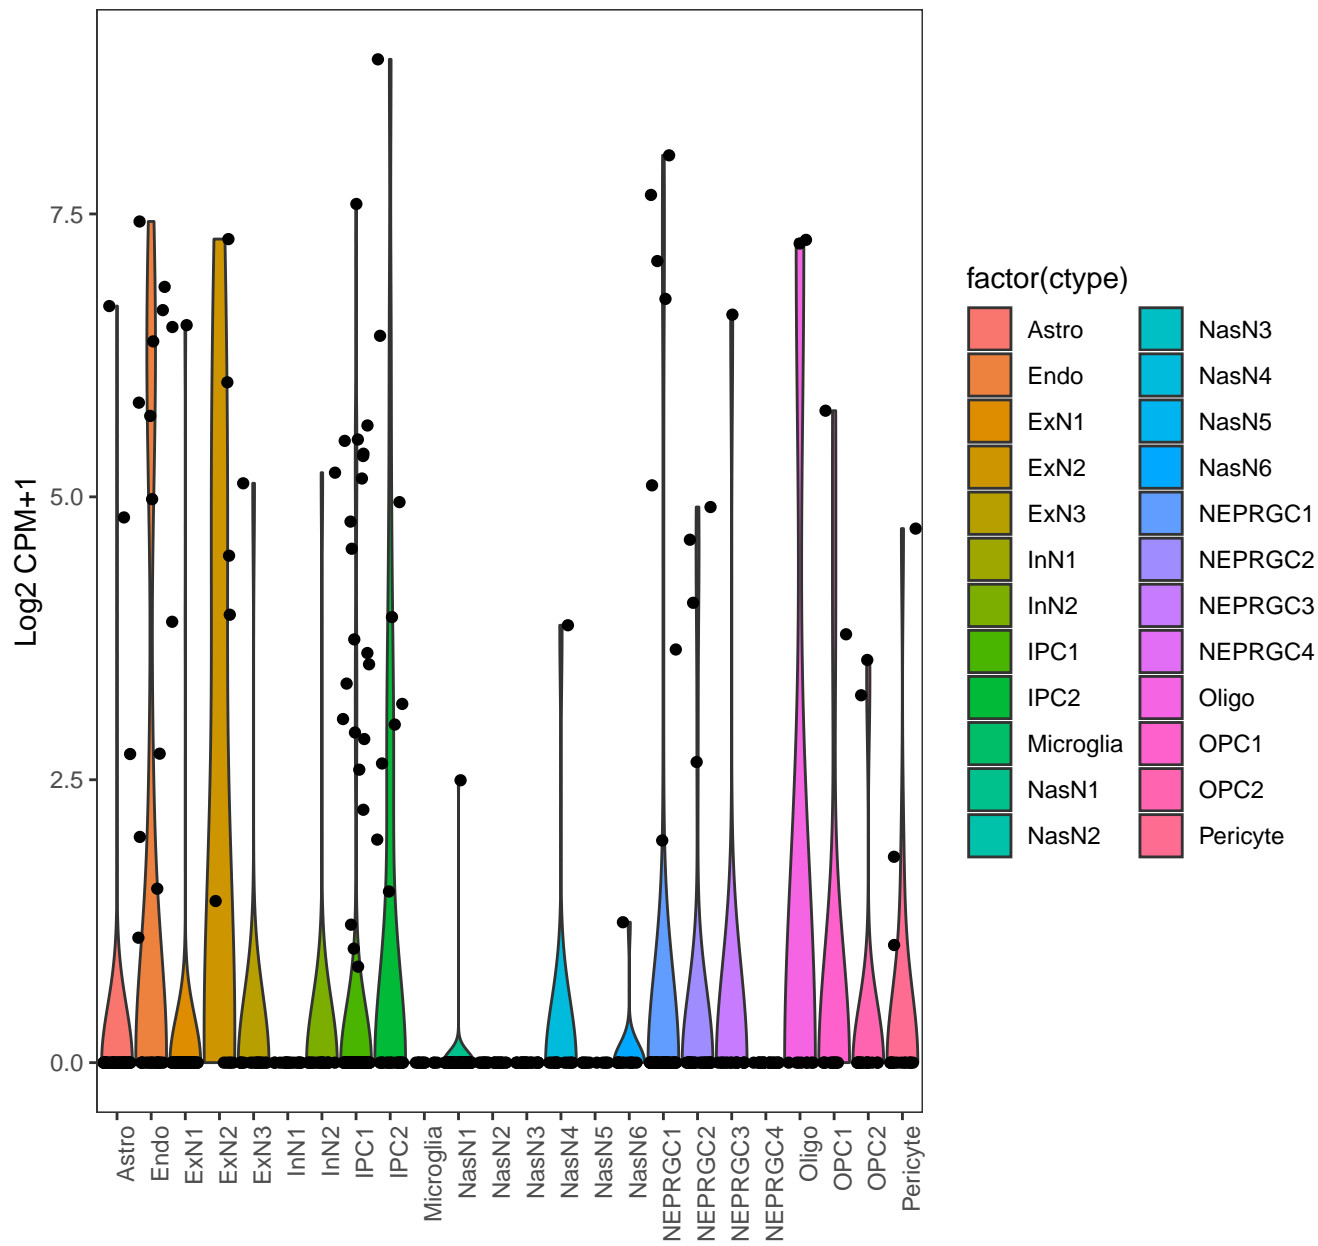 7.5
5.0
2.5
0.0
Log2 CPM+1
Astro
Endo
ExN1
ExN2
ExN3
InN1
InN2
IPC1
IPC2
Microglia
NasN1
NasN2
NasN3
NasN4
NasN5
NasN6
NEPRGC1
NEPRGC2
NEPRGC3
NEPRGC4
Oligo
OPC1
OPC2
Pericyte
factor(ctype)
Astro
Endo
ExN1
ExN2
ExN3
InN1
InN2
IPC1
IPC2
Microglia
NasN1
NasN2
NasN3
NasN4
NasN5
NasN6
NEPRGC1
NEPRGC2
NEPRGC3
NEPRGC4
Oligo
OPC1
OPC2
Pericyte